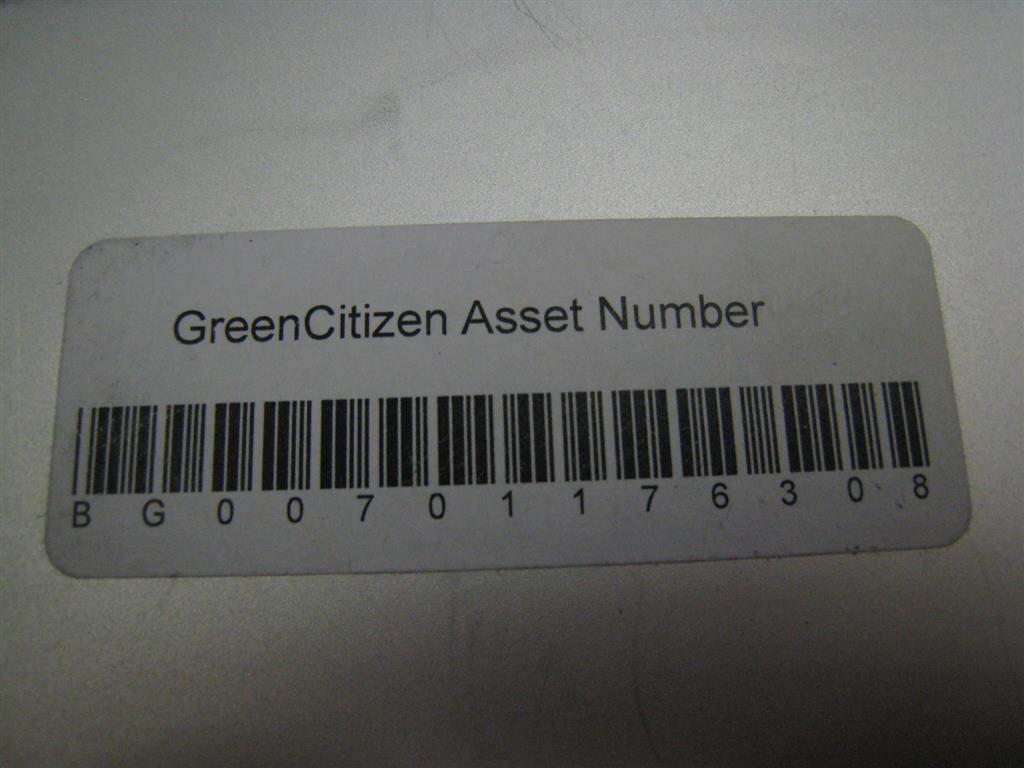 GreenCitizen Asset Number
B G 0 0 7 0 1 1 7 6 3 0 8